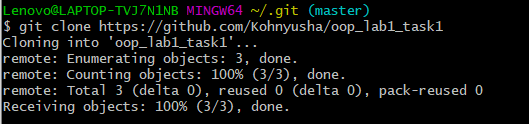 Lenovo@LAPTOP-TVJ7N1NB MINGW64 ~/.git (master)
$ git clone https://github.com/Kohnyusha/oop_lab1_task1
Cloning into 'oop_lab1_task1'...
remote: Enumerating objects: 3, done.
remote: Counting objects: 100% (3/3), done.
remote: Total 3 (delta 0), reused 0 (delta 0), pack-reused 0
Receiving objects: 100% (3/3), done.